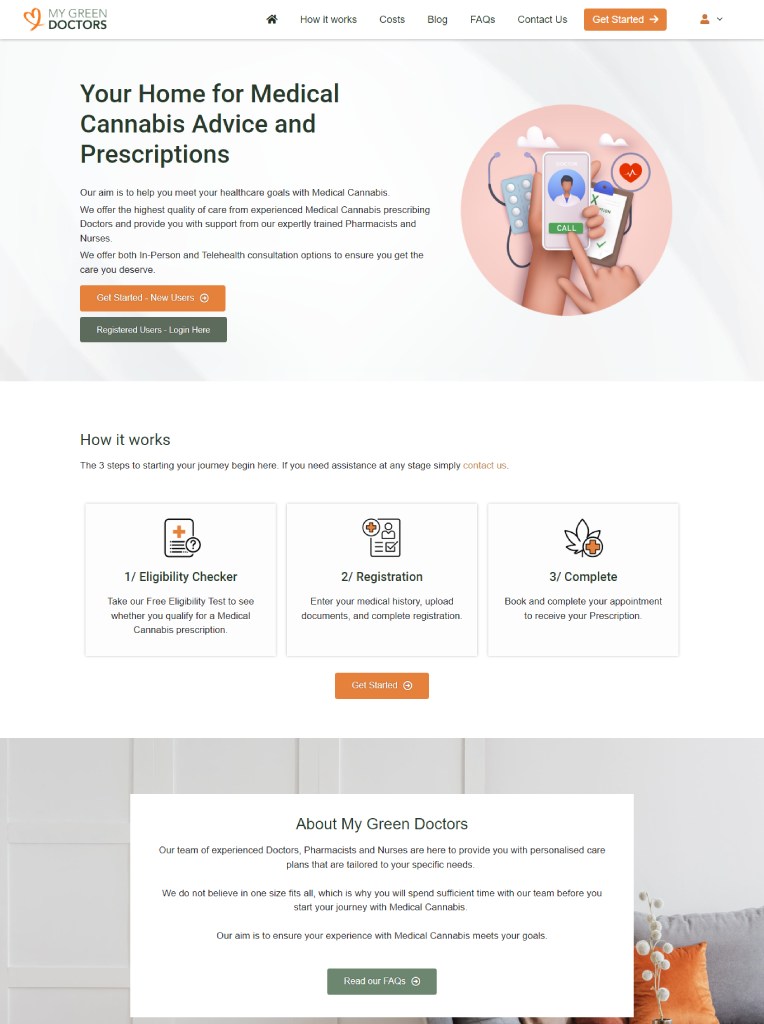 MY GREEN
DOCTORS
How it works
Costs
Blog
FAQs
Contact Us
Get Started
Your Home for Medical
Cannabis Advice and
Prescriptions
Our aim is to help you meet your healthcare goals with Medical Cannabis.
We offer the highest quality of care from experienced Medical Cannabis prescribing
Doctors and provide you with support from our expertly trained Pharmacists and
Nurses.
We offer both In-Person and Telehealth consultation options to ensure you get the
care you deserve.
DOCTOR
CALL
Get Started - New Users
Registered Users - Login Here
How it works
The 3 steps to starting your journey begin here. If you need assistance at any stage simply contact us.
1/ Eligibility Checker
Take our Free Eligibility Test to see
whether you qualify for a Medical
Cannabis prescription.
2/ Registration
Enter your medical history, upload
documents, and complete registration.
3/ Complete
Book and complete your appointment
to receive your Prescription.
Get Started
About My Green Doctors
Our team of experienced Doctors, Pharmacists and Nurses are here to provide you with personalised care
plans that are tailored to your specific needs.
We do not believe in one size fits all, which is why you will spend sufficient time with our team before you
start your journey with Medical Cannabis.
Our aim is to ensure your experience with Medical Cannabis meets your goals.
Read our FAQs